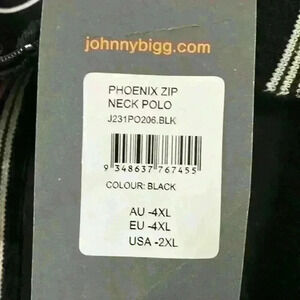 johnnybigg.com
PHOENIX ZIP
NECK POLO
J231PO206.BLK
9 348637 767455
COLOUR: BLACK
AU -4XL
EU -4XL
USA -2XL